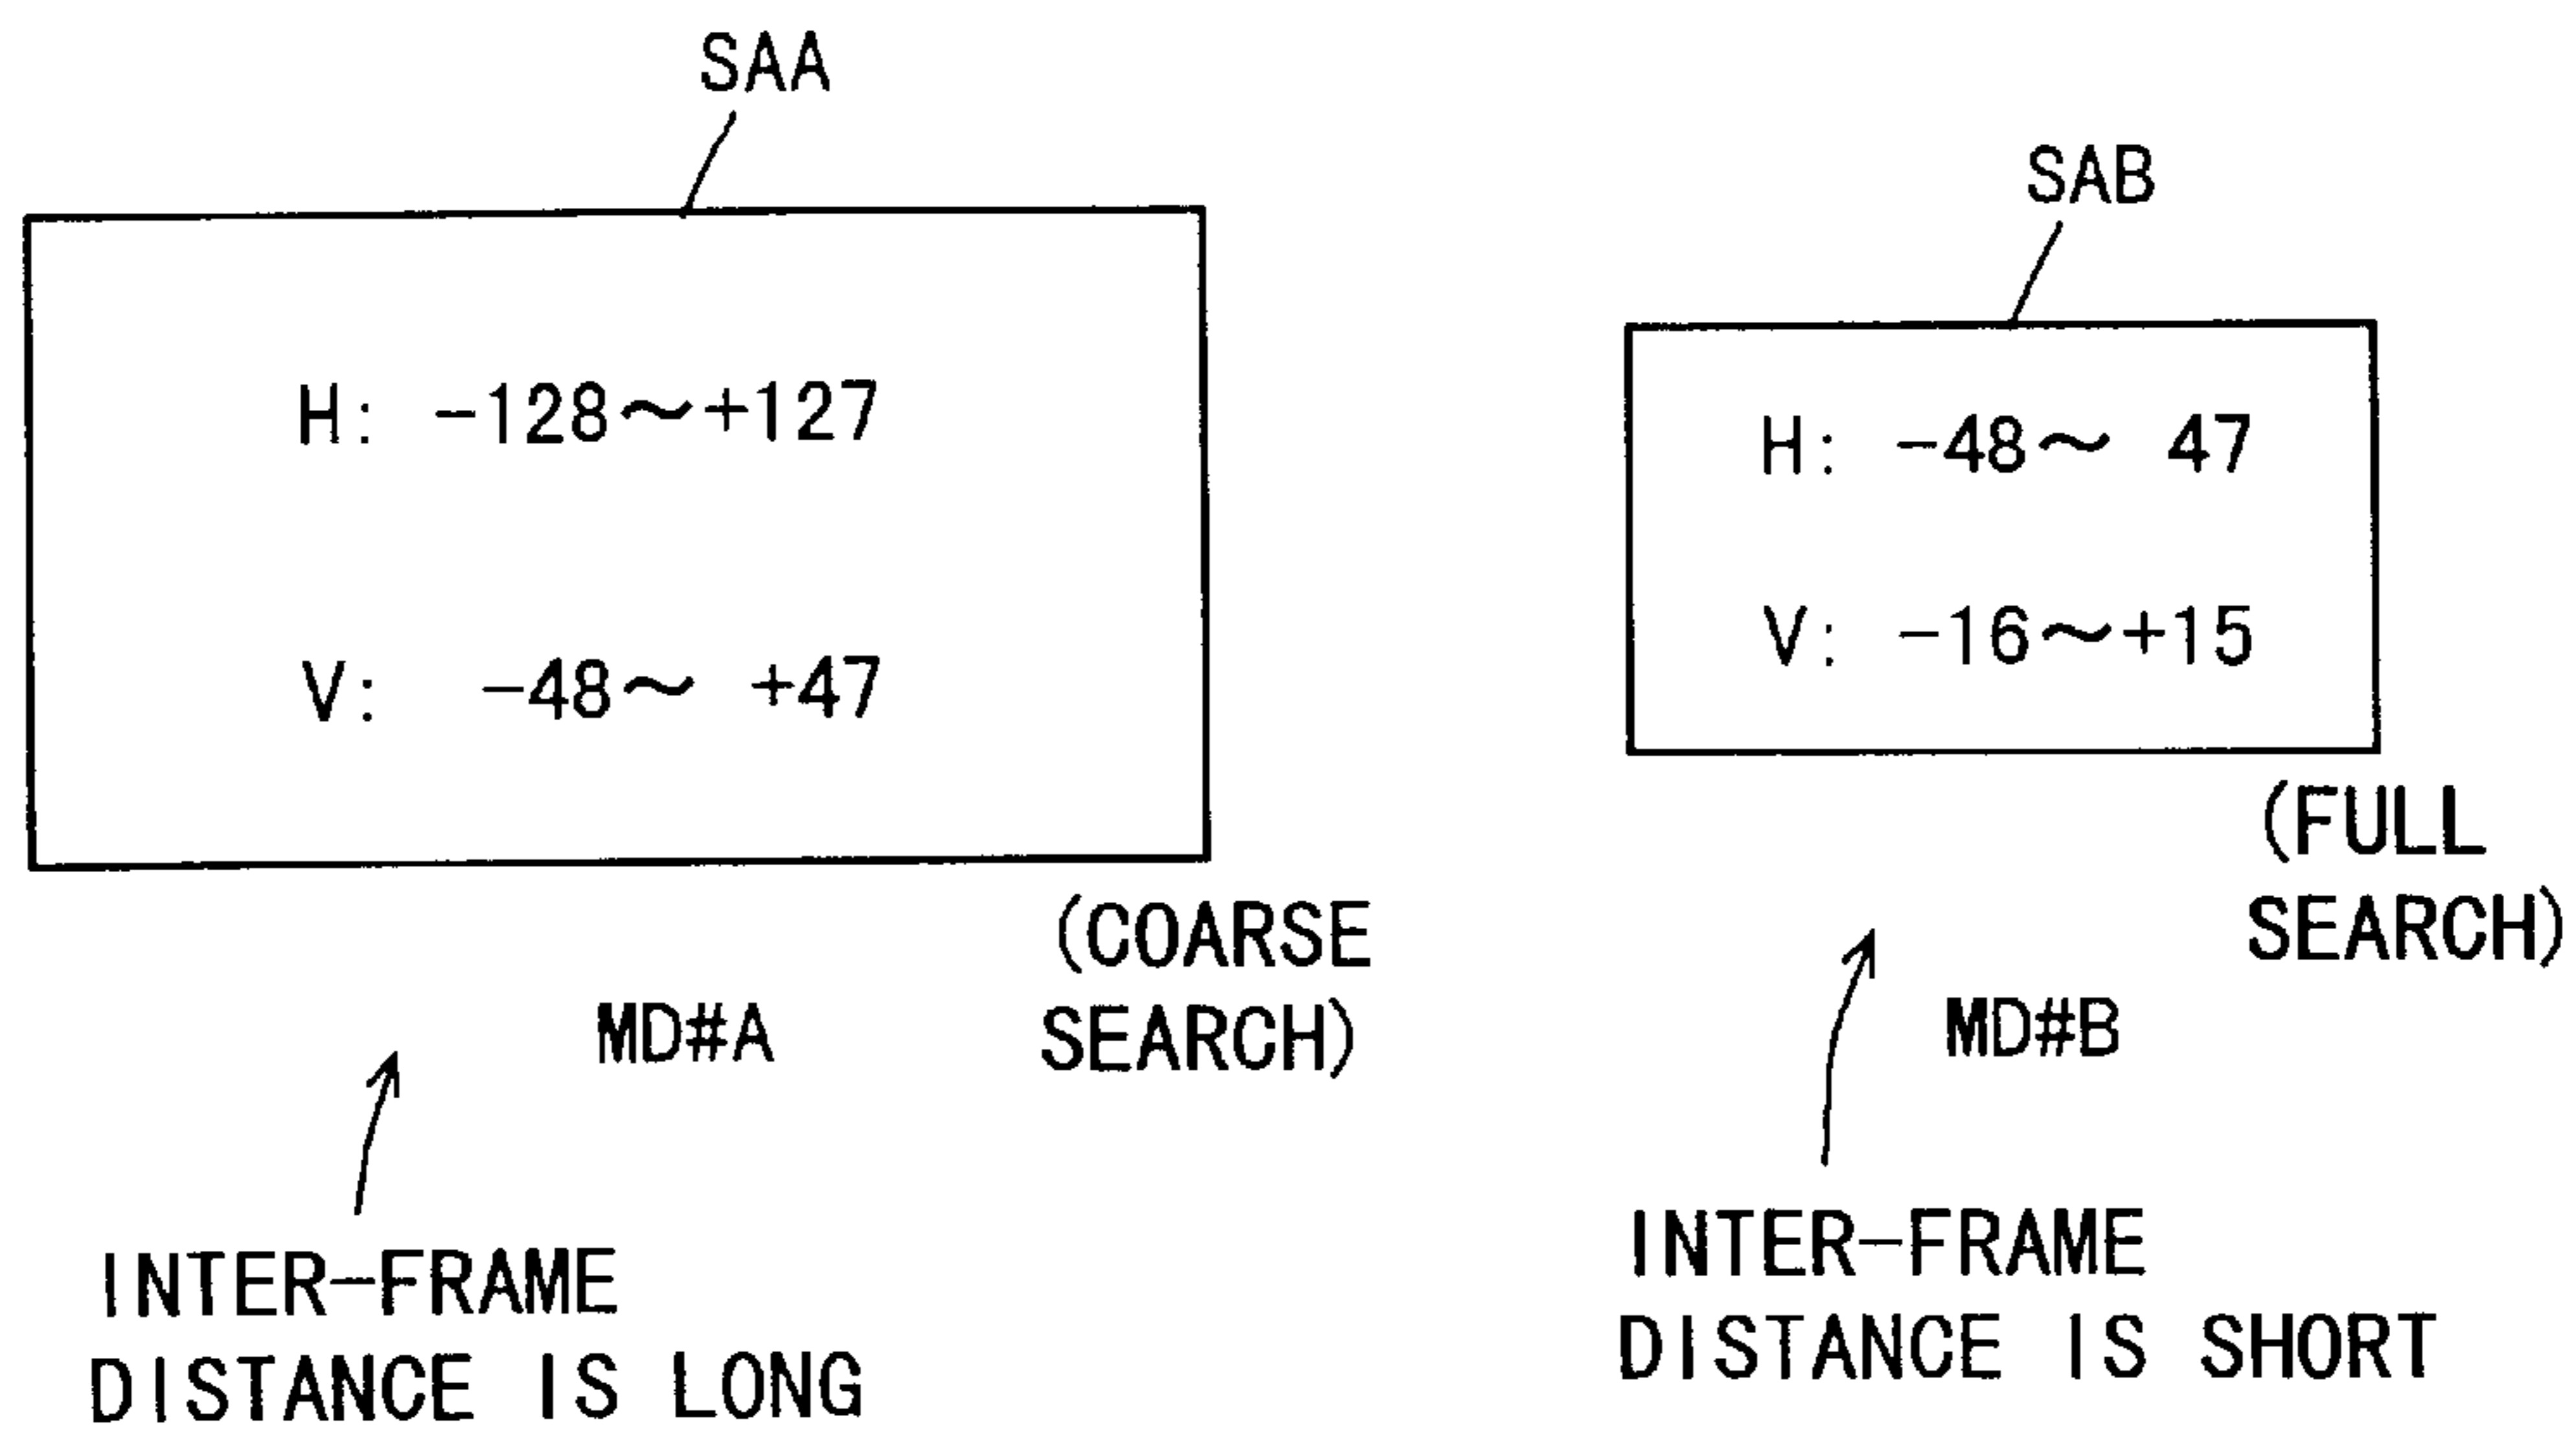 SAA
H: -128～+127
V: -48～ +47
(COARSE
SEARCH)
MD#A
INTER-FRAME
DISTANCE IS LONG
SAB
H: -48～ 47
V: -16～+15
(FULL
SEARCH)
MD#B
INTER-FRAME
DISTANCE IS SHORT